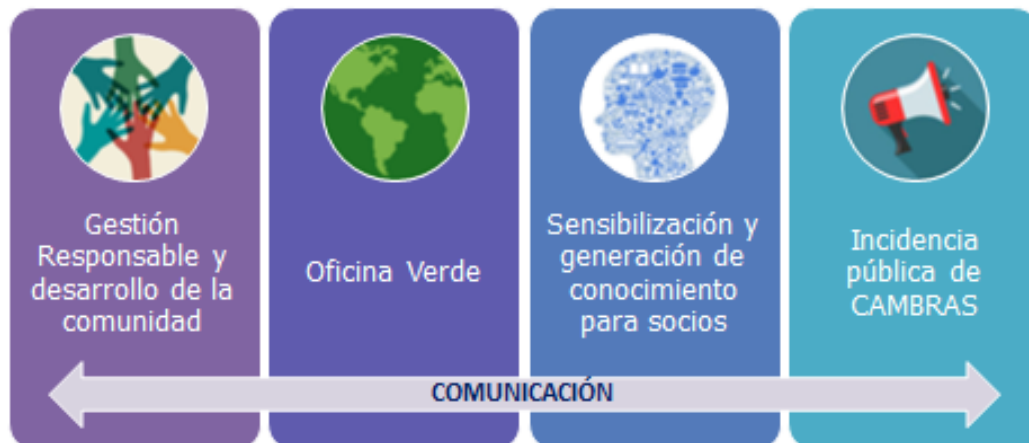 Gestión
Responsable y
desarrollo de la
comunidad
Oficina Verde
Sensibilización y
generación de
conocimiento
para socios
Incidencia
pública de
CAMBRAS
COMUNICACIÓN